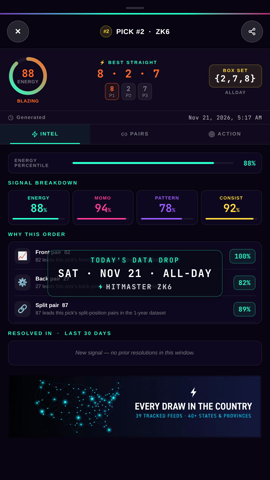 ✕
#2 PICK #2 · ZK6
88
ENERGY
BLAZING
⚡ BEST STRAIGHT
8 · 2 · 7
8 P1
2 P2
7 P3
BOX SET
{2,7,8}
ALLDAY
Generated
Nov 21, 2026, 5:17 AM
INTEL
PAIRS
ACTION
ENERGY PERCENTILE
88%
SIGNAL BREAKDOWN
ENERGY
88%
MOMO
94%
PATTERN
78%
CONSIST
92%
WHY THIS ORDER
Front pair
100%
TODAY'S DATA DROP
SAT · NOV 21 · ALL-DAY
⚡ HITMASTER ZK6
82%
Split pair 87
87 leads this pick's split-position pairs in the 1-year dataset
89%
RESOLVED IN · LAST 30 DAYS
New signal — no prior resolutions in this window.
EVERY DRAW IN THE COUNTRY
39 TRACKED FEEDS · 40+ STATES & PROVINCES